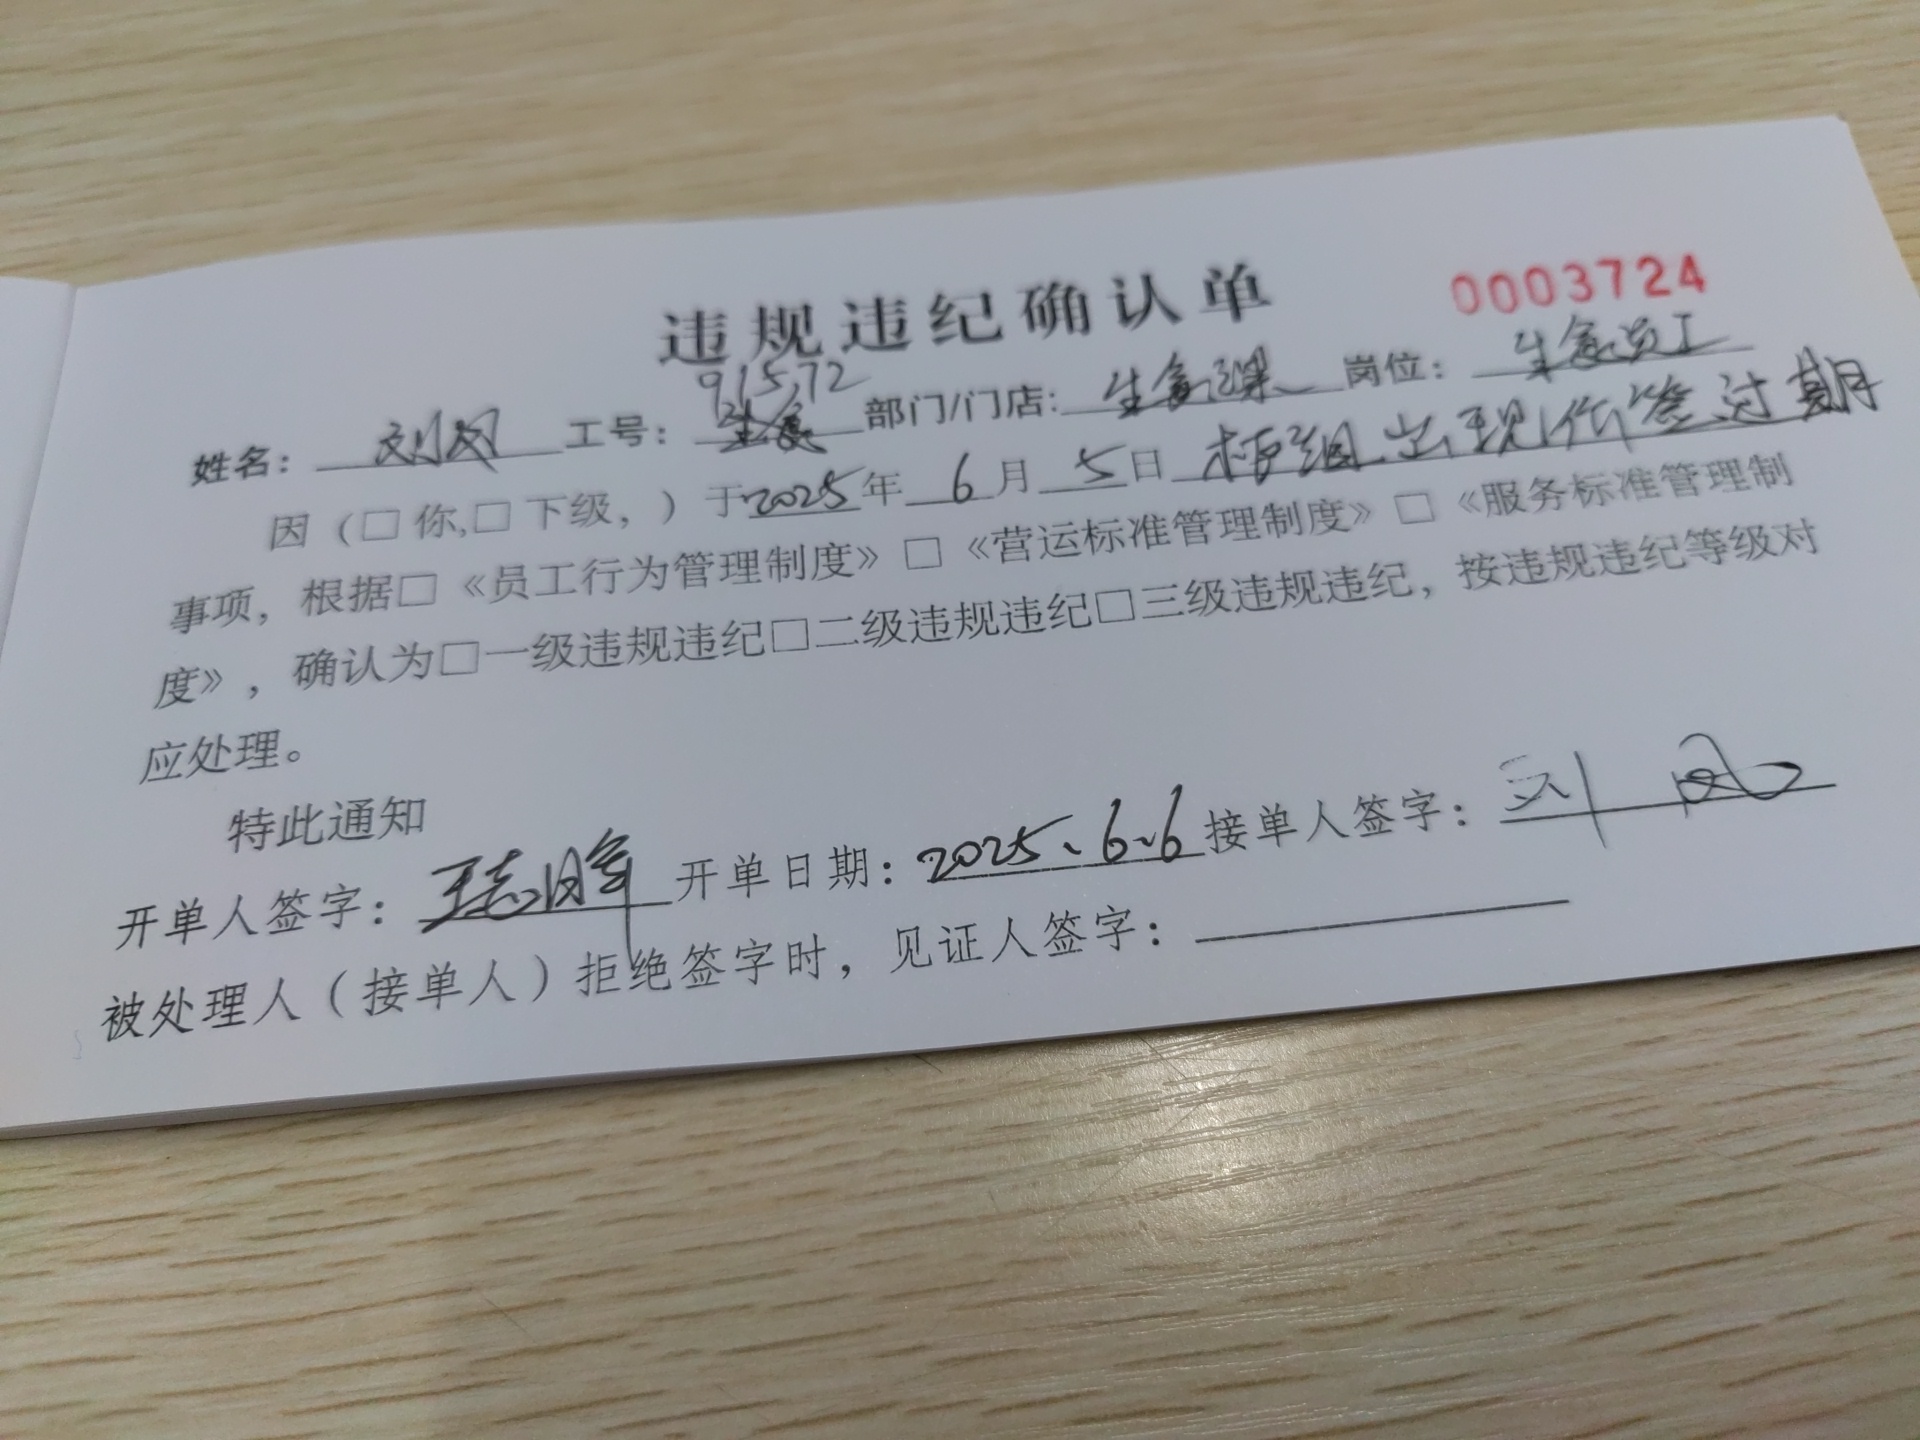 违规违纪确认单
0003724
姓名：刘凤 工号：91572 部门/门店：生禽课 岗位：生禽员工
因（□你,□下级，）于2025年6月5日 柜组出现价签过期
事项，根据□《员工行为管理制度》□《营运标准管理制度》□《服务标准管理制
度》，确认为□一级违规违纪□二级违规违纪□三级违规违纪，按违规违纪等级对
应处理。
特此通知
开单人签字： 开单日期：2025、6、6 接单人签字：刘凤
被处理人（接单人）拒绝签字时，见证人签字：